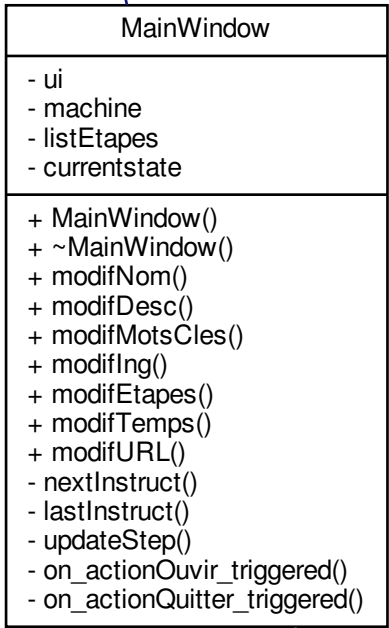 MainWindow
- ui
- machine
- listEtapes
- currentstate
+ MainWindow()
+ ~MainWindow()
+ modifNom()
+ modifDesc()
+ modifMotsCles()
+ modifIng()
+ modifEtapes()
+ modifTemps()
+ modifURL()
- nextInstruct()
- lastInstruct()
- updateStep()
- on_actionOuvir_triggered()
- on_actionQuitter_triggered()